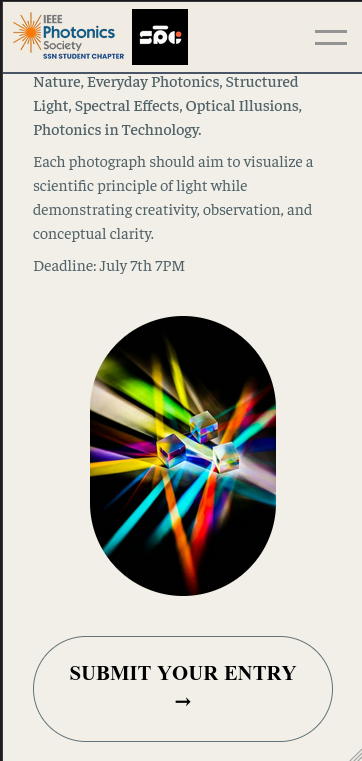 IEEE
Photonics
Society
SSN STUDENT CHAPTER
Nature, Everyday Photonics, Structured
Light, Spectral Effects, Optical Illusions,
Photonics in Technology.
Each photograph should aim to visualize a
scientific principle of light while
demonstrating creativity, observation, and
conceptual clarity.
Deadline: July 7th 7PM
SUBMIT YOUR ENTRY
→